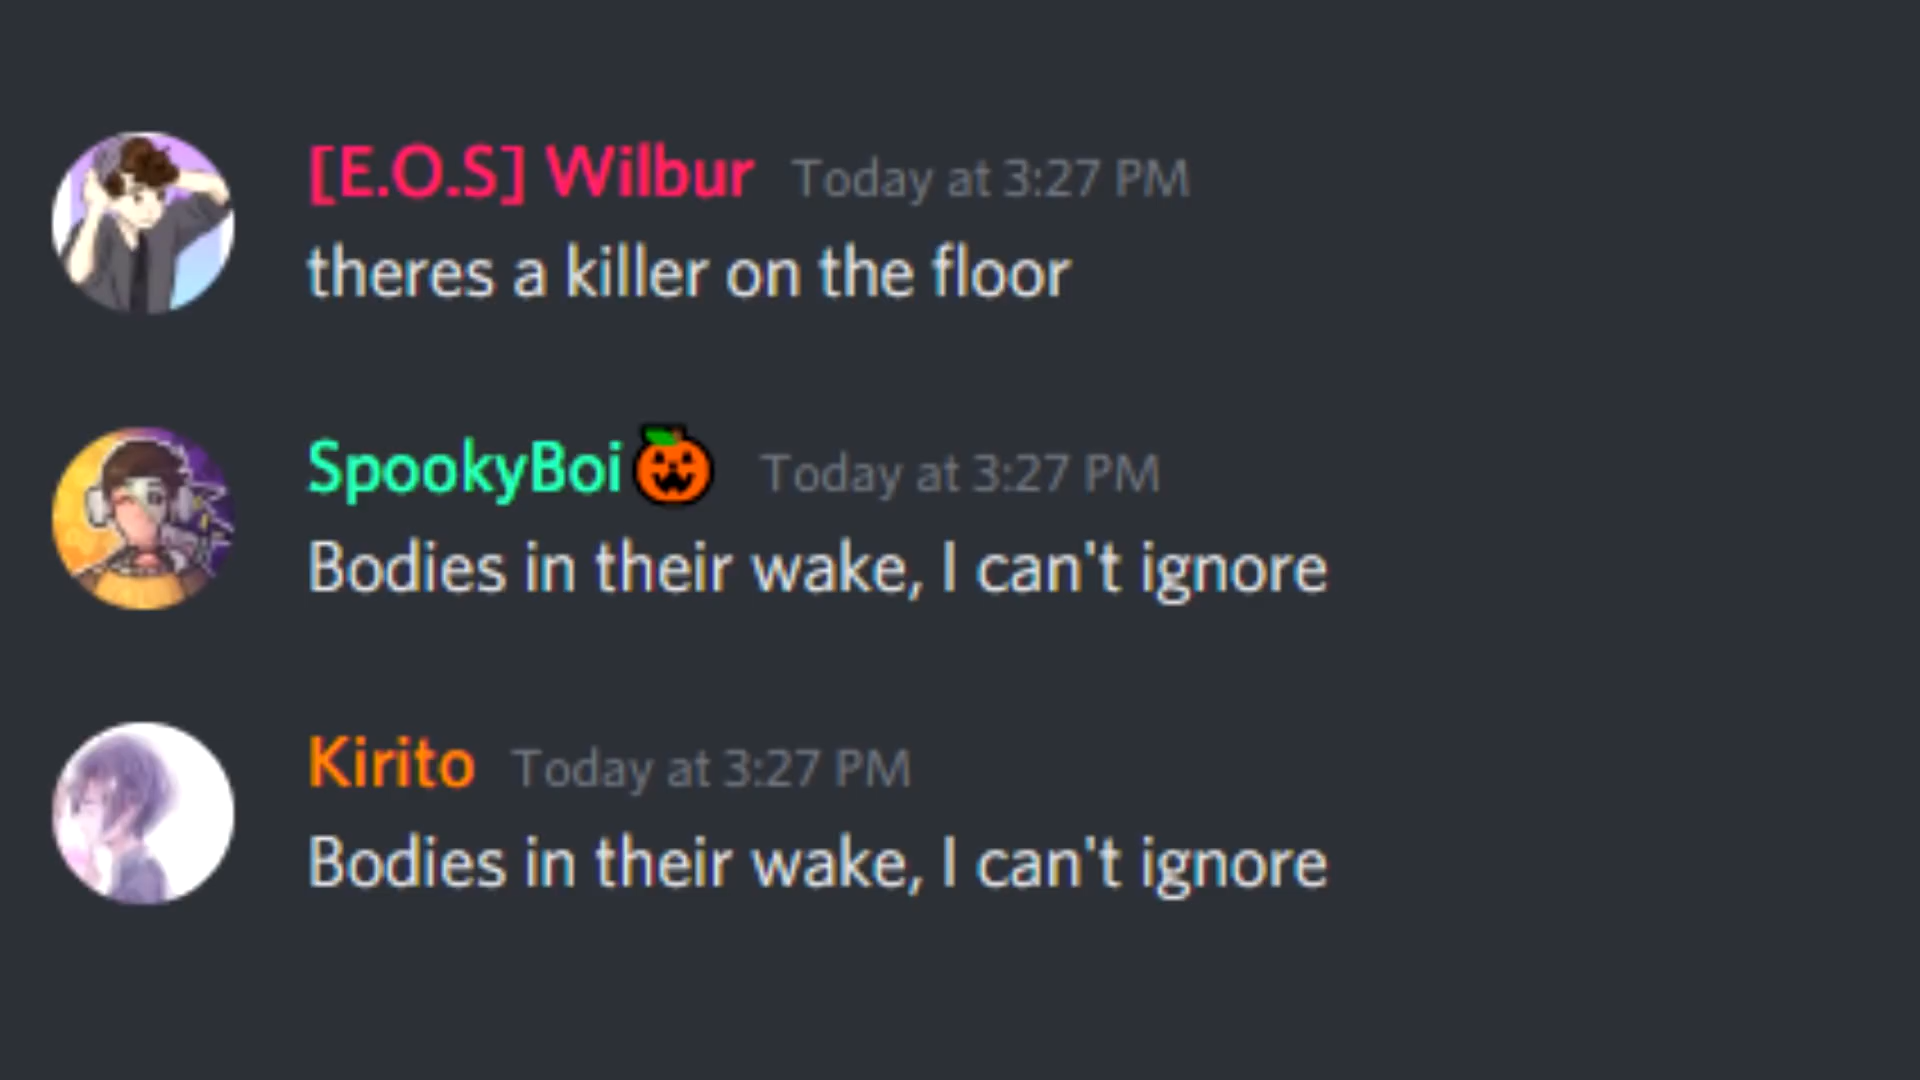 [E.O.S] Wilbur Today at 3:27 PM
theres a killer on the floor
SpookyBoi🎃 Today at 3:27 PM
Bodies in their wake, I can't ignore
Kirito Today at 3:27 PM
Bodies in their wake, I can't ignore